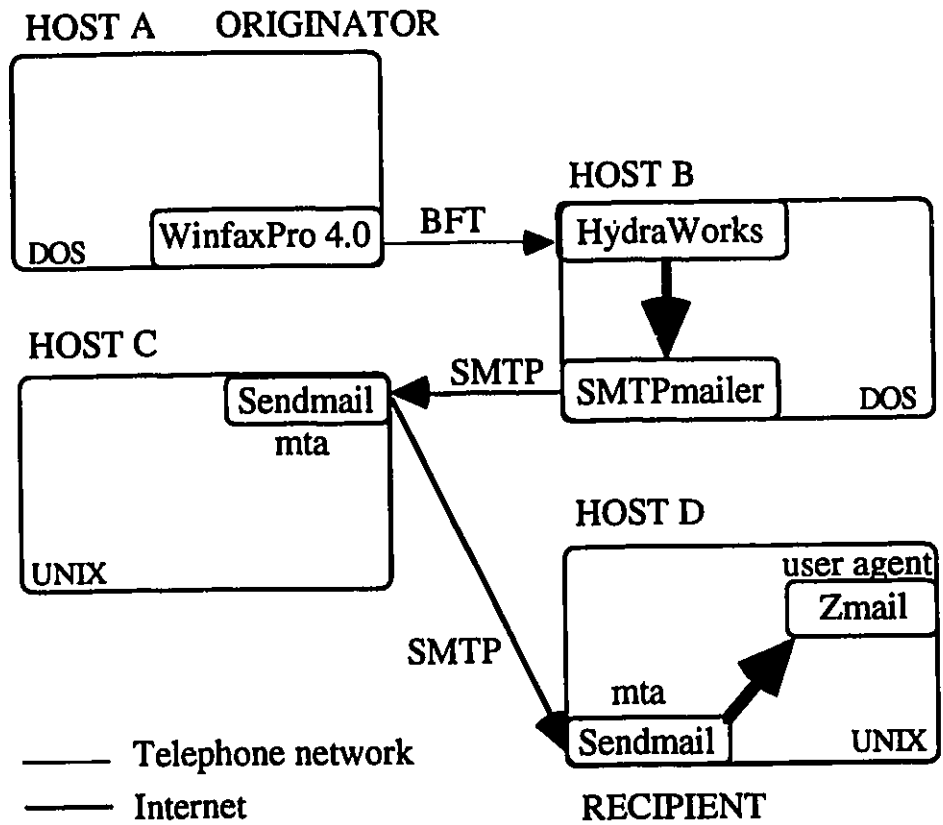 HOST A ORIGINATOR
WinfaxPro 4.0
DOS
BFT
HOST B
HydraWorks
SMTPmailer
DOS
SMTP
HOST C
Sendmail
mta
UNIX
SMTP
HOST D
user agent
Zmail
mta
Sendmail
UNIX
RECIPIENT
Telephone network
Internet